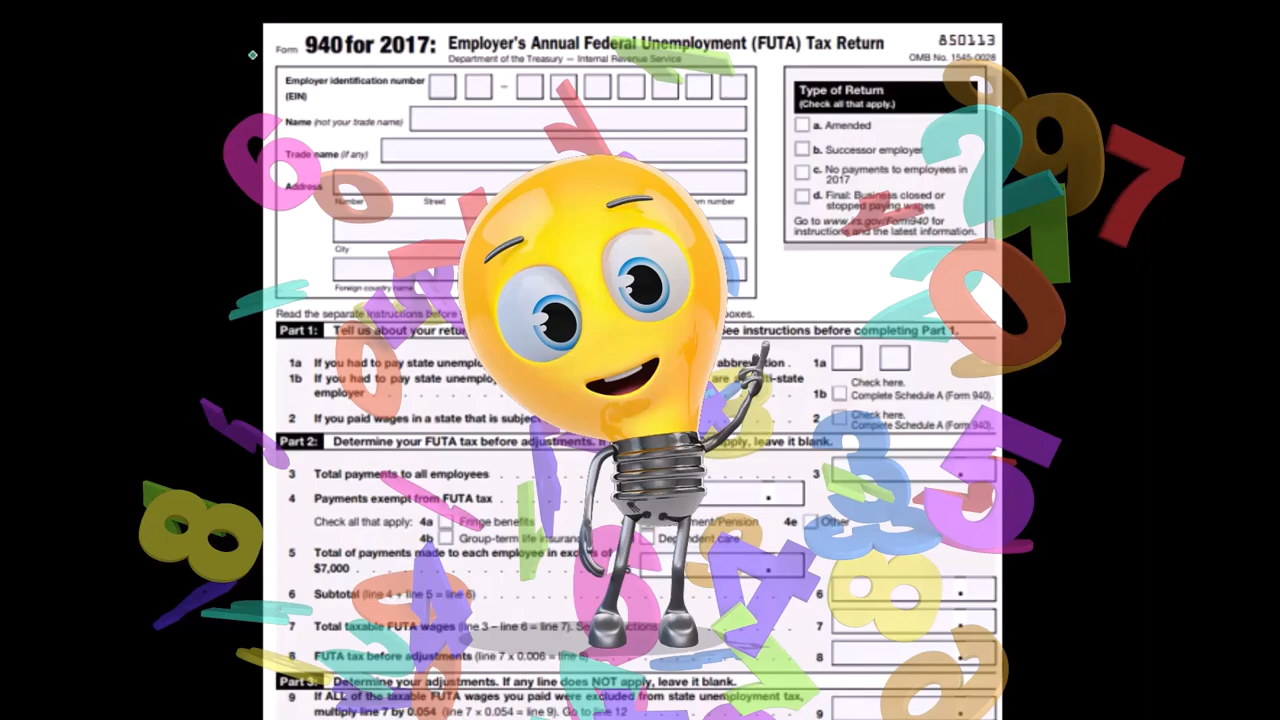 Form 940 for 2017: Employer's Annual Federal Unemployment (FUTA) Tax Return 850113
Department of the Treasury — Internal Revenue Service OMB No. 1545-0028
Employer identification number
(EIN) –
Name (not your trade name)
Trade name (if any)
Address
Number Street
City
Foreign country name
Type of Return
(Check all that apply.)
a. Amended
b. Successor employer
c. No payments to employees in
2017
d. Final: Business closed or
stopped paying wages
Go to www.irs.gov/Form940 for
instructions and the latest information.
Read the separate instructions before boxes.
Part 1: Tell us about your See instructions before completing Part 1.
1a If you had to pay state 1a
1b If you had to pay state are
employer 1b Check here.
Complete Schedule A (Form 940).
2 If you paid wages in a state that is 2 Check here.
Complete Schedule A (Form 940).
Part 2: Determine your FUTA tax before adjustments. leave it blank.
3 Total payments to all employees 3
4 Payments exempt from FUTA tax
Check all that apply: 4a Fringe benefits 4e Other
4b Group-term life care
5 Total of payments made to each employee in of
$7,000
6 Subtotal (line 4 + line 5 = line 6) 6
7 Total taxable FUTA wages (line 3 – line 6 = line 7). 7
8 FUTA tax before adjustments (line 7 x 0.006 = line 8) 8
Part 3: Determine your adjustments. If any line does NOT apply, leave it blank.
9 If ALL of the taxable FUTA wages you paid were excluded from state unemployment tax,
multiply line 7 by 0.054 (line 7 x 0.054 = line 9). Go to line 12 9